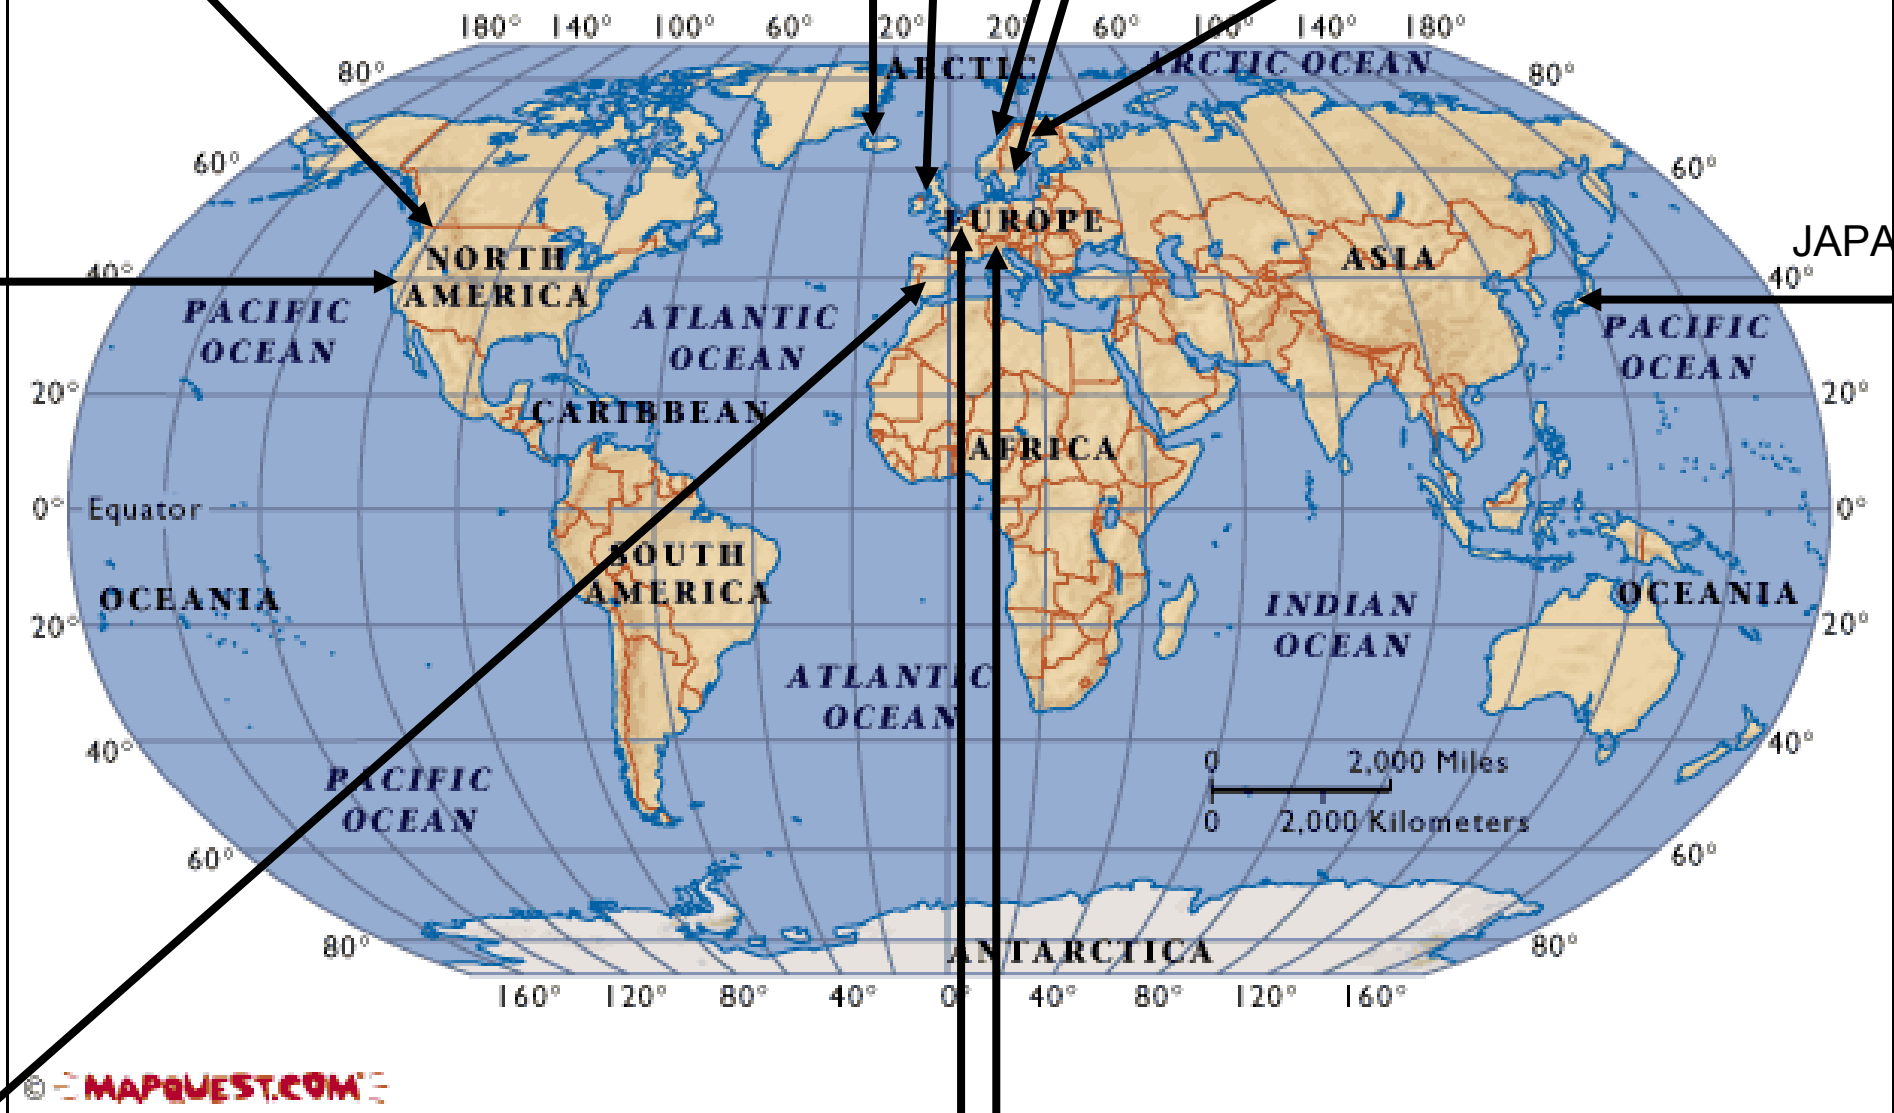 180° 140° 100° 60° 20° 20° 60° 100° 140° 180°
80° ARCTIC ARCTIC OCEAN 80°
60° 60°
EUROPE
JAPA
NORTH AMERICA
ASIA
40° 40°
PACIFIC OCEAN
ATLANTIC OCEAN
PACIFIC OCEAN
20° 20°
CARIBBEAN
AFRICA
0° Equator 0°
SOUTH AMERICA
OCEANIA
INDIAN OCEAN
OCEANIA
20° 20°
ATLANTIC OCEAN
40° 40°
PACIFIC OCEAN
0 2,000 Miles
0 2,000 Kilometers
60° 60°
80° ANTARCTICA 80°
160° 120° 80° 40° 0° 40° 80° 120° 160°
© MAPQUEST.COM